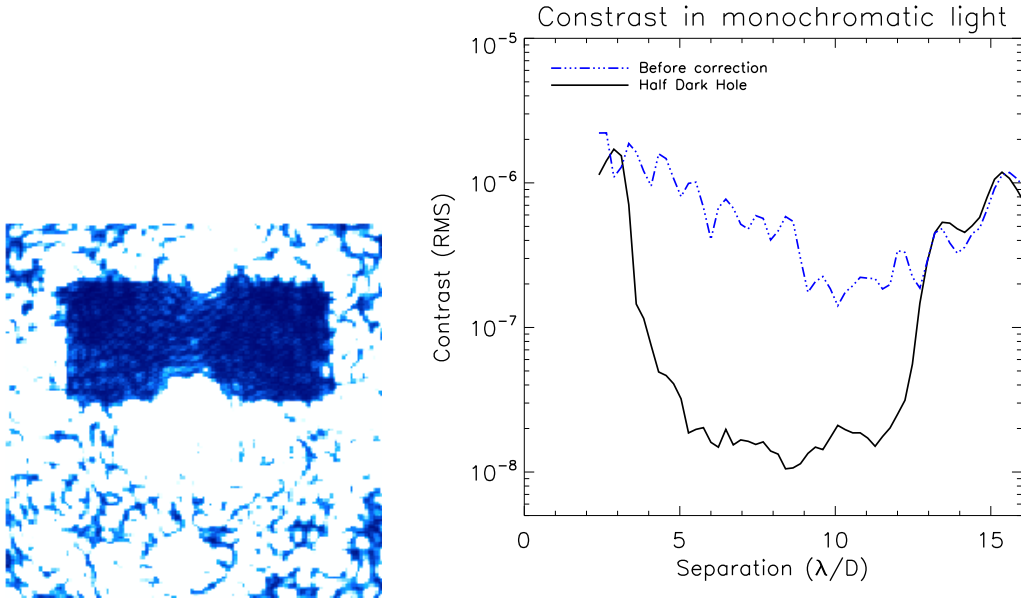 Constrast in monochromatic light
Before correction
Half Dark Hole
10⁻⁵
10⁻⁶
10⁻⁷
10⁻⁸
Contrast (RMS)
0 5 10 15
Separation (λ/D)